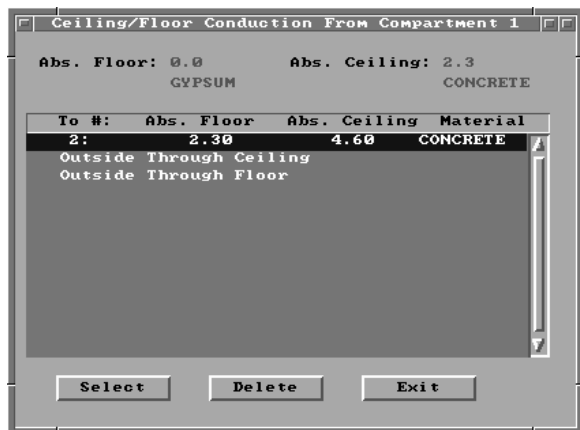 Ceiling/Floor Conduction From Compartment 1
Abs. Floor: 0.0 Abs. Ceiling: 2.3
GYPSUM CONCRETE
To #: Abs. Floor Abs. Ceiling Material
2: 2.30 4.60 CONCRETE
Outside Through Ceiling
Outside Through Floor
Select Delete Exit